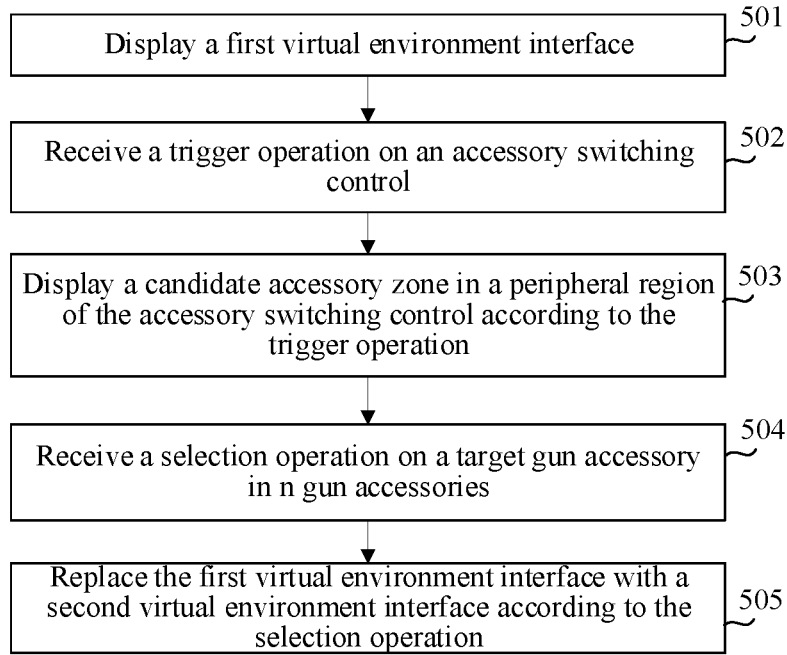 Display a first virtual environment interface
501
Receive a trigger operation on an accessory switching
control
502
Display a candidate accessory zone in a peripheral region
of the accessory switching control according to the
trigger operation
503
Receive a selection operation on a target gun accessory
in n gun accessories
504
Replace the first virtual environment interface with a
second virtual environment interface according to the
selection operation
505